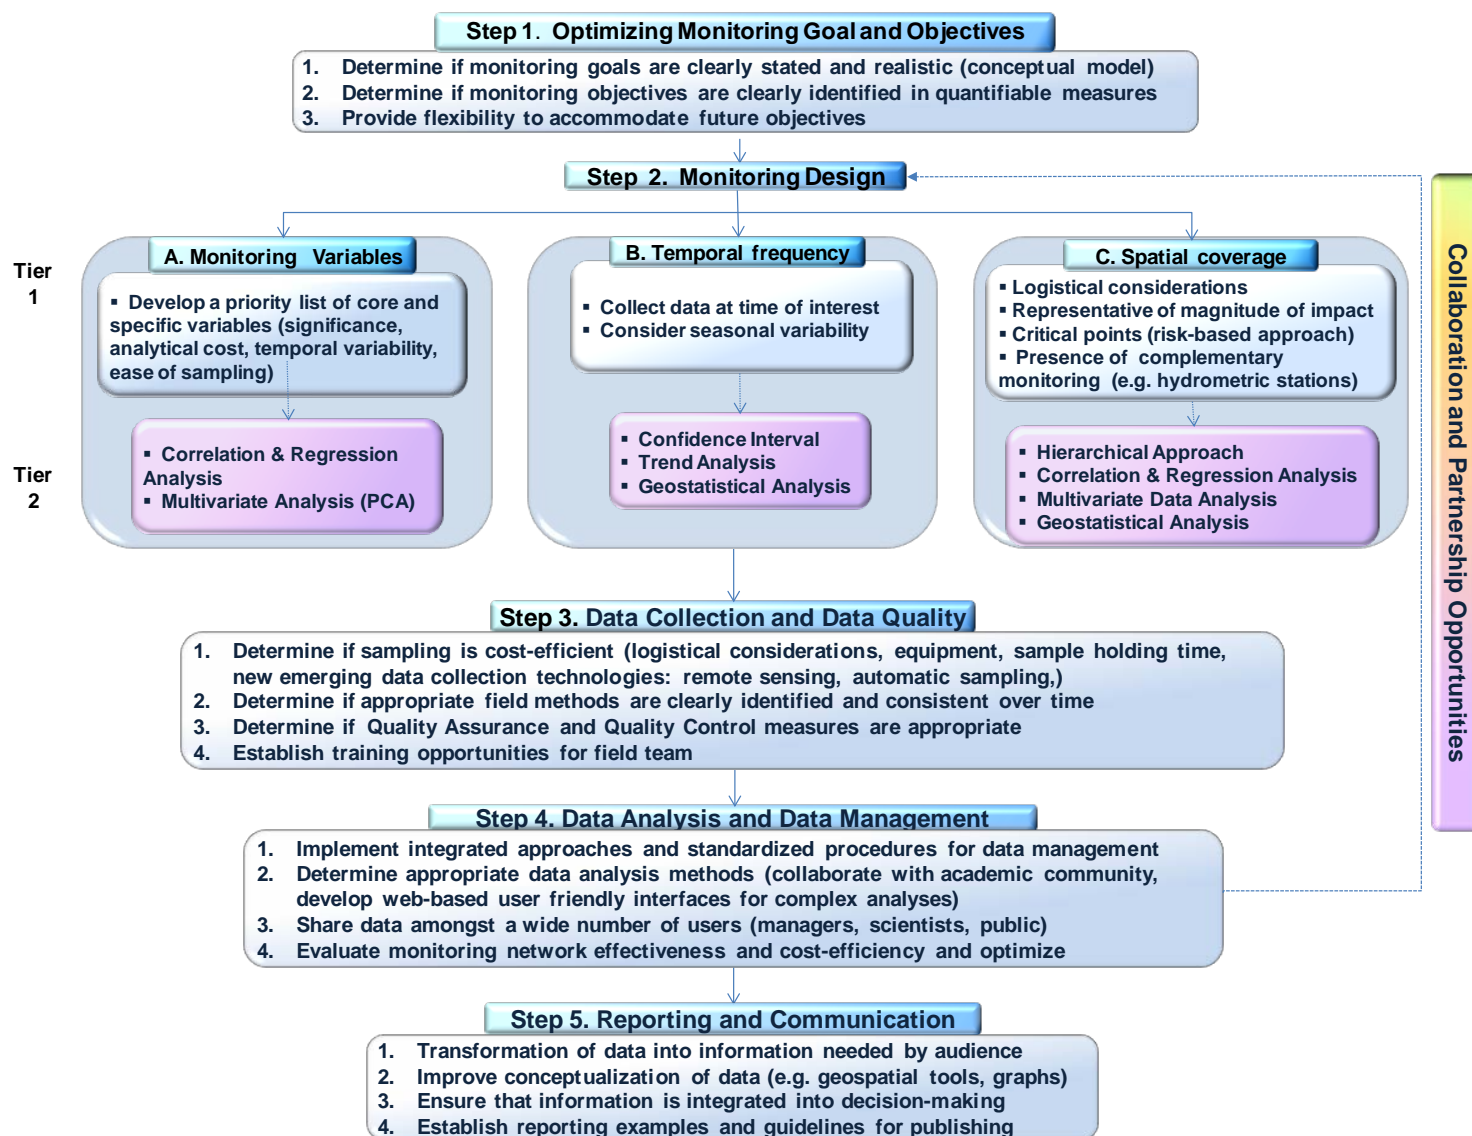 Step 1. Optimizing Monitoring Goal and Objectives
1. Determine if monitoring goals are clearly stated and realistic (conceptual model)
2. Determine if monitoring objectives are clearly identified in quantifiable measures
3. Provide flexibility to accommodate future objectives
Step 2. Monitoring Design
Tier
1
A. Monitoring Variables
▪ Develop a priority list of core and
specific variables (significance,
analytical cost, temporal variability,
ease of sampling)
B. Temporal frequency
▪ Collect data at time of interest
▪ Consider seasonal variability
C. Spatial coverage
▪ Logistical considerations
▪ Representative of magnitude of impact
▪ Critical points (risk-based approach)
▪ Presence of complementary
monitoring (e.g. hydrometric stations)
Tier
2
▪ Correlation & Regression
Analysis
▪ Multivariate Analysis (PCA)
▪ Confidence Interval
▪ Trend Analysis
▪ Geostatistical Analysis
▪ Hierarchical Approach
▪ Correlation & Regression Analysis
▪ Multivariate Data Analysis
▪ Geostatistical Analysis
Collaboration and Partnership Opportunities
Step 3. Data Collection and Data Quality
1. Determine if sampling is cost-efficient (logistical considerations, equipment, sample holding time,
new emerging data collection technologies: remote sensing, automatic sampling,)
2. Determine if appropriate field methods are clearly identified and consistent over time
3. Determine if Quality Assurance and Quality Control measures are appropriate
4. Establish training opportunities for field team
Step 4. Data Analysis and Data Management
1. Implement integrated approaches and standardized procedures for data management
2. Determine appropriate data analysis methods (collaborate with academic community,
develop web-based user friendly interfaces for complex analyses)
3. Share data amongst a wide number of users (managers, scientists, public)
4. Evaluate monitoring network effectiveness and cost-efficiency and optimize
Step 5. Reporting and Communication
1. Transformation of data into information needed by audience
2. Improve conceptualization of data (e.g. geospatial tools, graphs)
3. Ensure that information is integrated into decision-making
4. Establish reporting examples and guidelines for publishing